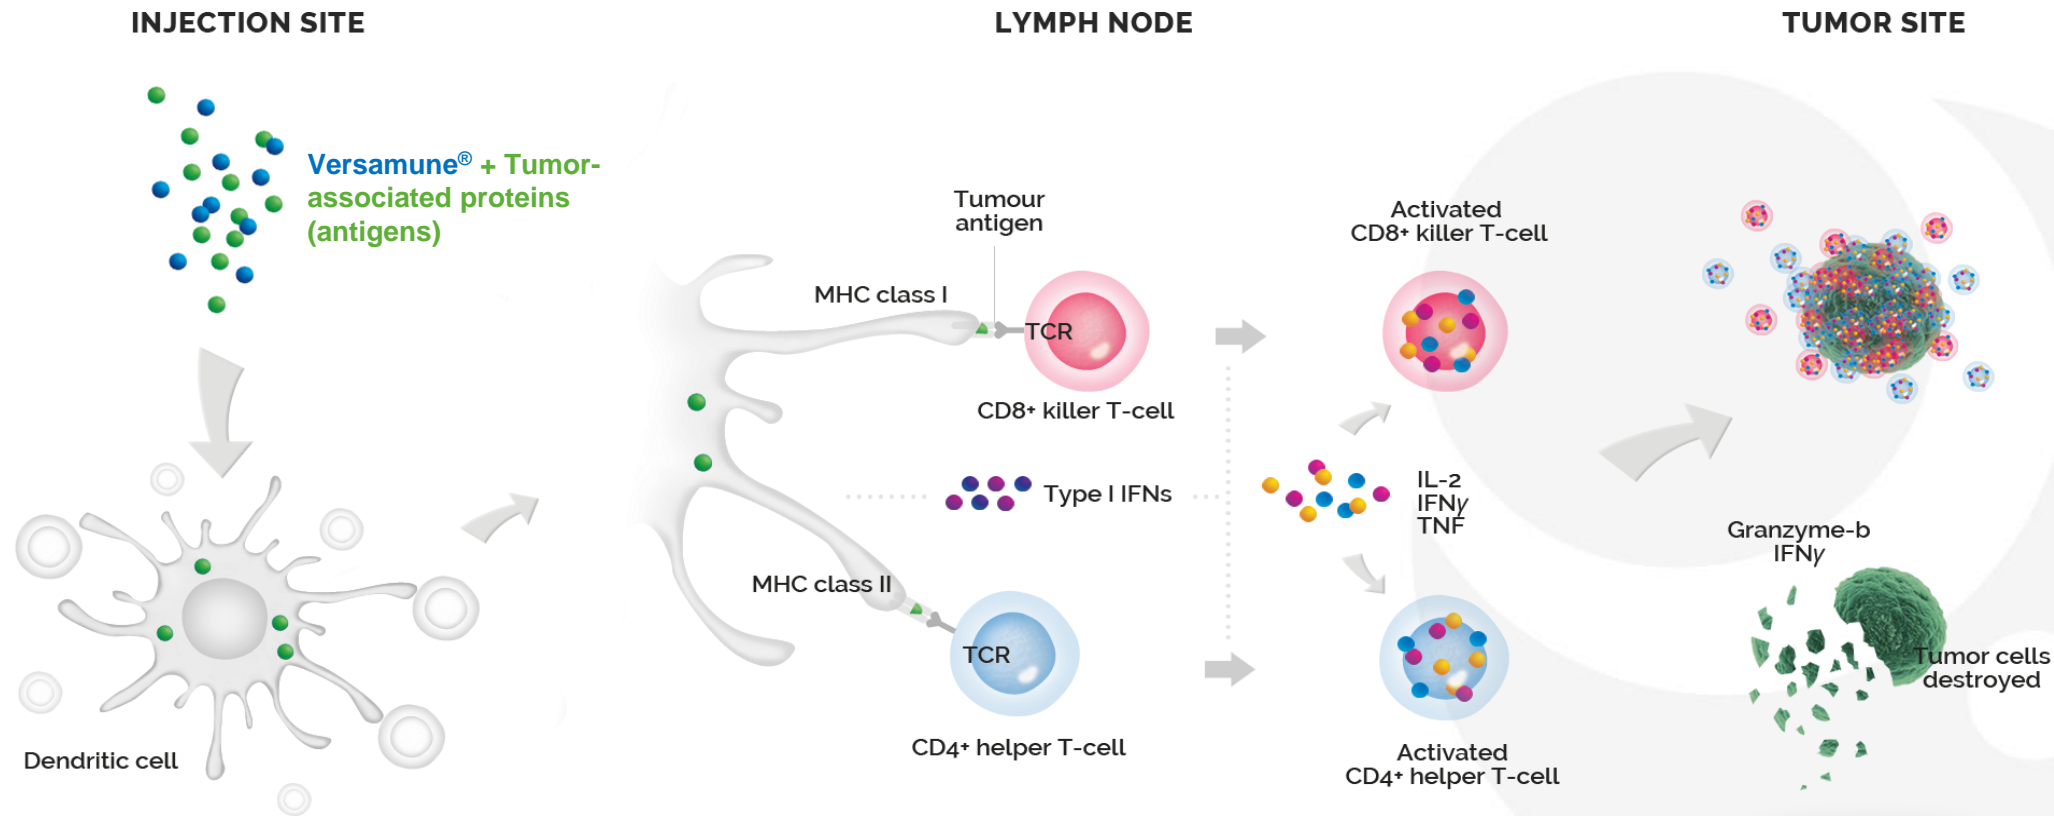 INJECTION SITE
LYMPH NODE
TUMOR SITE
Versamune® + Tumor-
associated proteins
(antigens)
Dendritic cell
Tumour
antigen
MHC class I
TCR
CD8+ killer T-cell
Type I IFNs
MHC class II
TCR
CD4+ helper T-cell
Activated
CD8+ killer T-cell
IL-2
IFNγ
TNF
Activated
CD4+ helper T-cell
Granzyme-b
IFNγ
Tumor cells
destroyed